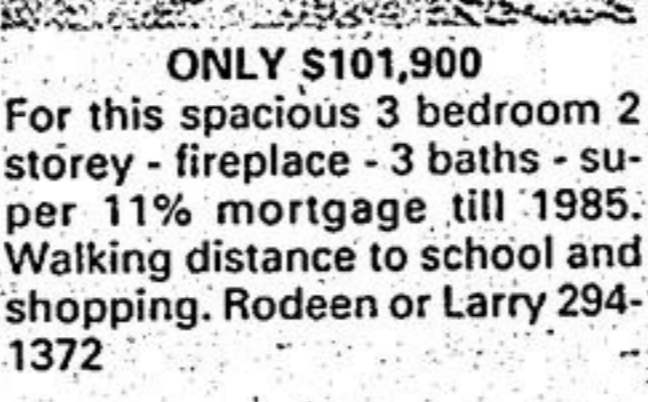 ONLY $101,900
For this spacious 3 bedroom 2
storey - fireplace - 3 baths - su-
per 11% mortgage till 1985.
Walking distance to school and
shopping. Rodeen or Larry 294-
1372